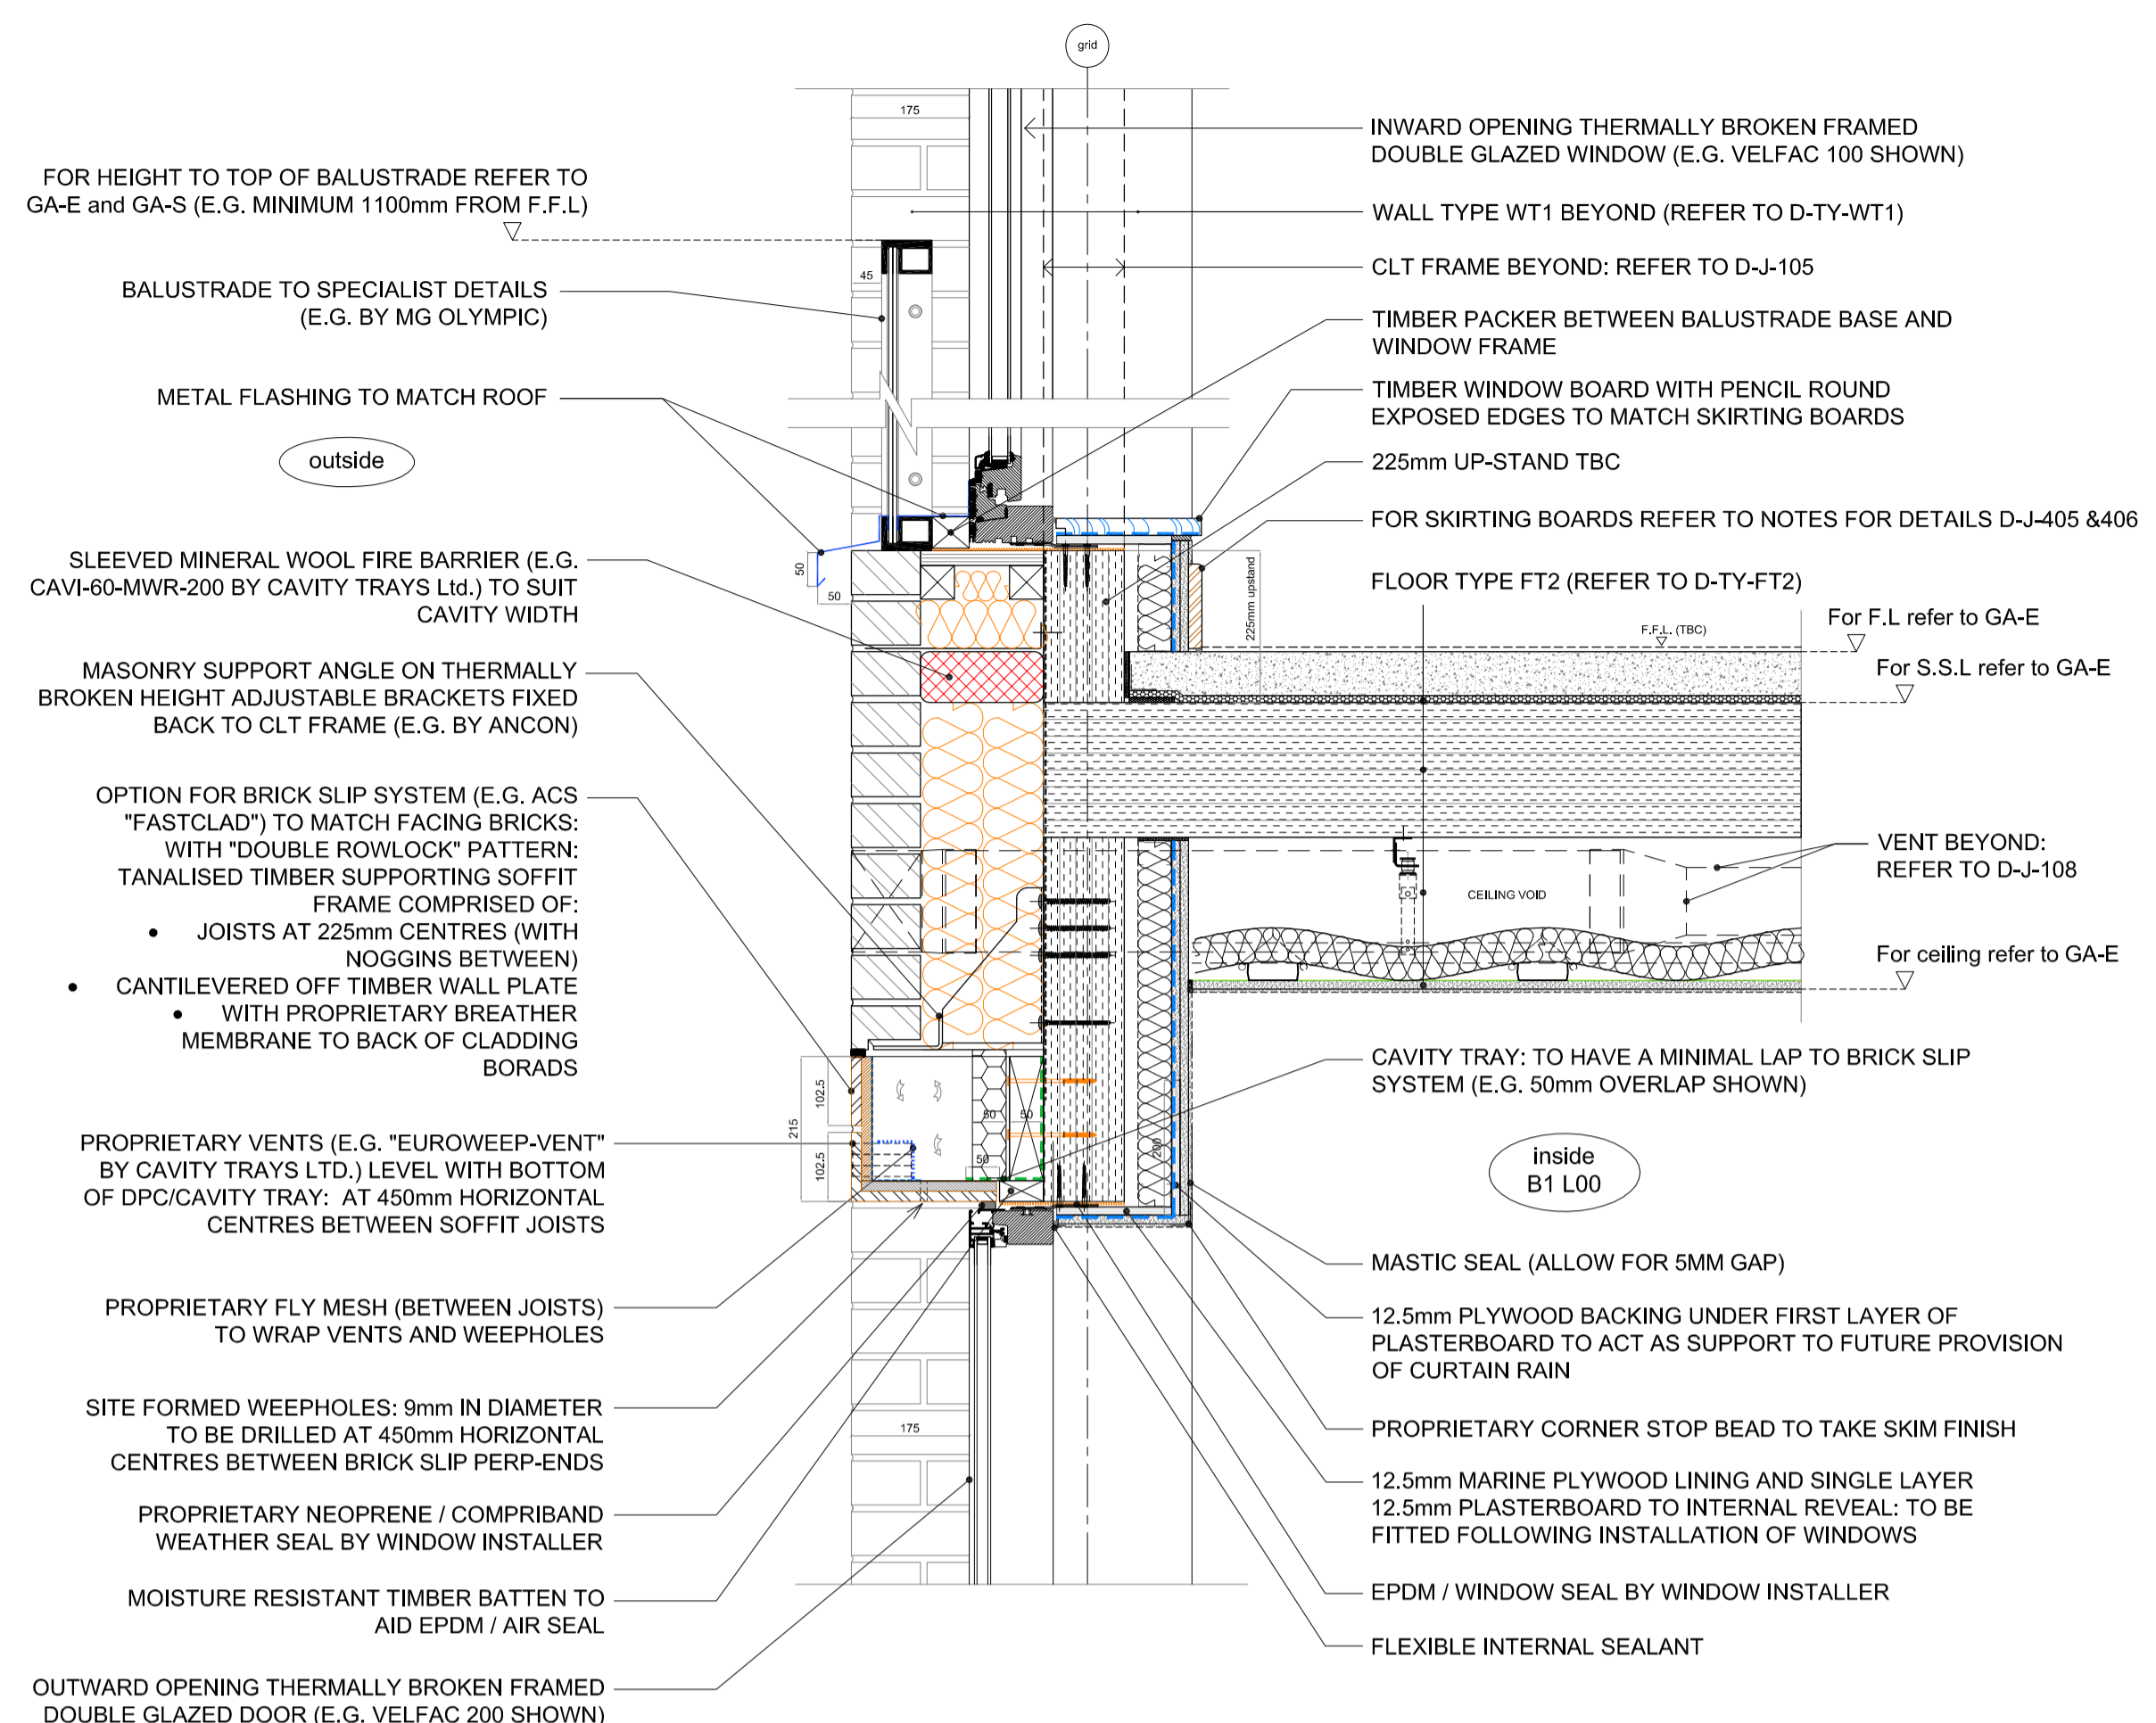 grid
175
FOR HEIGHT TO TOP OF BALUSTRADE REFER TO
GA-E and GA-S (E.G. MINIMUM 1100mm FROM F.F.L)
45
BALUSTRADE TO SPECIALIST DETAILS
(E.G. BY MG OLYMPIC)
METAL FLASHING TO MATCH ROOF
outside
50
50
SLEEVED MINERAL WOOL FIRE BARRIER (E.G.
CAVI-60-MWR-200 BY CAVITY TRAYS Ltd.) TO SUIT
CAVITY WIDTH
MASONRY SUPPORT ANGLE ON THERMALLY
BROKEN HEIGHT ADJUSTABLE BRACKETS FIXED
BACK TO CLT FRAME (E.G. BY ANCON)
OPTION FOR BRICK SLIP SYSTEM (E.G. ACS
"FASTCLAD") TO MATCH FACING BRICKS:
WITH "DOUBLE ROWLOCK" PATTERN:
TANALISED TIMBER SUPPORTING SOFFIT
FRAME COMPRISED OF:
• JOISTS AT 225mm CENTRES (WITH
NOGGINS BETWEEN)
• CANTILEVERED OFF TIMBER WALL PLATE
• WITH PROPRIETARY BREATHER
MEMBRANE TO BACK OF CLADDING
BORADS
215
102.5
102.5
50
50
50
200
PROPRIETARY VENTS (E.G. "EUROWEEP-VENT"
BY CAVITY TRAYS LTD.) LEVEL WITH BOTTOM
OF DPC/CAVITY TRAY: AT 450mm HORIZONTAL
CENTRES BETWEEN SOFFIT JOISTS
PROPRIETARY FLY MESH (BETWEEN JOISTS)
TO WRAP VENTS AND WEEPHOLES
SITE FORMED WEEPHOLES: 9mm IN DIAMETER
TO BE DRILLED AT 450mm HORIZONTAL
CENTRES BETWEEN BRICK SLIP PERP-ENDS
175
PROPRIETARY NEOPRENE / COMPRIBAND
WEATHER SEAL BY WINDOW INSTALLER
MOISTURE RESISTANT TIMBER BATTEN TO
AID EPDM / AIR SEAL
OUTWARD OPENING THERMALLY BROKEN FRAMED
DOUBLE GLAZED DOOR (E.G. VELFAC 200 SHOWN)
INWARD OPENING THERMALLY BROKEN FRAMED
DOUBLE GLAZED WINDOW (E.G. VELFAC 100 SHOWN)
WALL TYPE WT1 BEYOND (REFER TO D-TY-WT1)
CLT FRAME BEYOND: REFER TO D-J-105
TIMBER PACKER BETWEEN BALUSTRADE BASE AND
WINDOW FRAME
TIMBER WINDOW BOARD WITH PENCIL ROUND
EXPOSED EDGES TO MATCH SKIRTING BOARDS
225mm UP-STAND TBC
FOR SKIRTING BOARDS REFER TO NOTES FOR DETAILS D-J-405 &406
FLOOR TYPE FT2 (REFER TO D-TY-FT2)
225mm upstand
F.F.L. (TBC)
For F.L refer to GA-E
For S.S.L refer to GA-E
VENT BEYOND:
REFER TO D-J-108
CEILING VOID
For ceiling refer to GA-E
CAVITY TRAY: TO HAVE A MINIMAL LAP TO BRICK SLIP
SYSTEM (E.G. 50mm OVERLAP SHOWN)
inside
B1 L00
MASTIC SEAL (ALLOW FOR 5MM GAP)
12.5mm PLYWOOD BACKING UNDER FIRST LAYER OF
PLASTERBOARD TO ACT AS SUPPORT TO FUTURE PROVISION
OF CURTAIN RAIN
PROPRIETARY CORNER STOP BEAD TO TAKE SKIM FINISH
12.5mm MARINE PLYWOOD LINING AND SINGLE LAYER
12.5mm PLASTERBOARD TO INTERNAL REVEAL: TO BE
FITTED FOLLOWING INSTALLATION OF WINDOWS
EPDM / WINDOW SEAL BY WINDOW INSTALLER
FLEXIBLE INTERNAL SEALANT